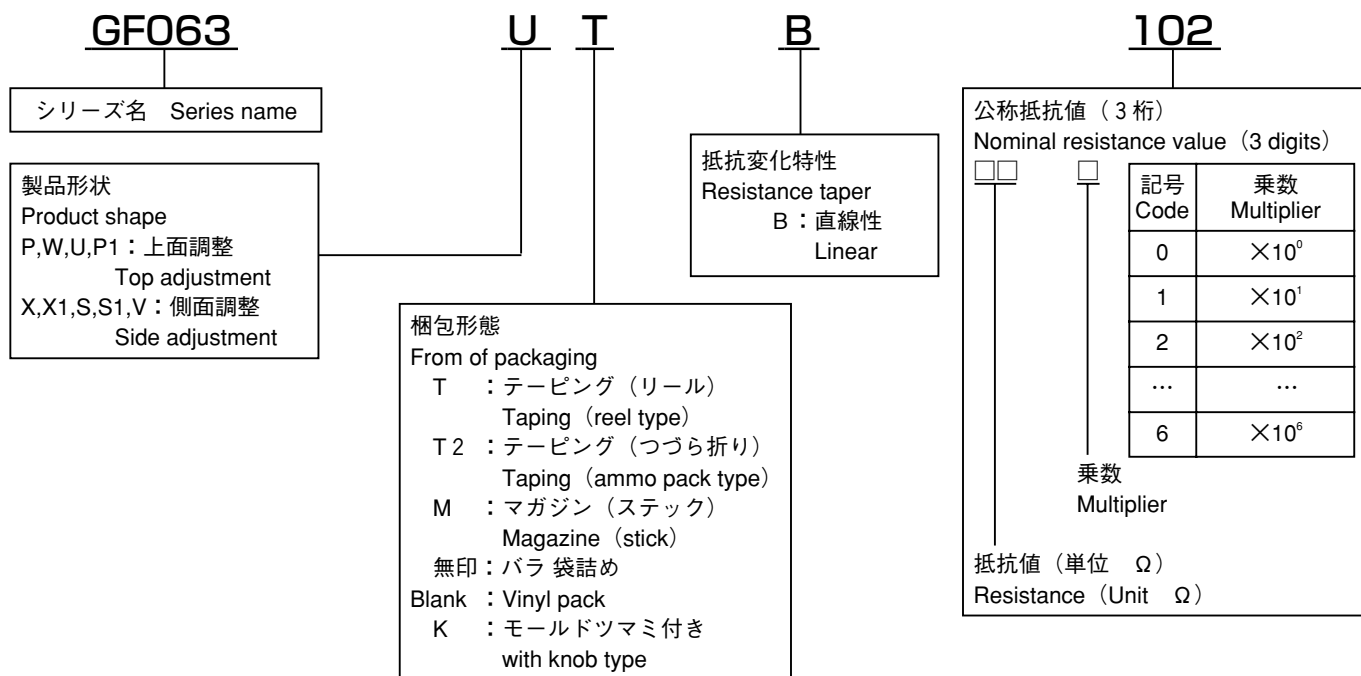 GF063 U T B 102
シリーズ名 Series name
製品形状
Product shape
P,W,U,P1：上面調整
Top adjustment
X,X1,S,S1,V：側面調整
Side adjustment
梱包形態
From of packaging
T ：テーピング（リール）
Taping（reel type）
T2 ：テーピング（つづら折り）
Taping（ammo pack type）
M ：マガジン（ステック）
Magazine（stick）
無印：バラ 袋詰め
Blank ：Vinyl pack
K ：モールドツマミ付き
with knob type
抵抗変化特性
Resistance taper
B：直線性
Linear
公称抵抗値（3桁）
Nominal resistance value（3 digits）
□□ □
記号 乗数
Code Multiplier
0 ×10⁰
1 ×10¹
2 ×10²
… …
6 ×10⁶
乗数
Multiplier
抵抗値（単位 Ω）
Resistance（Unit Ω）